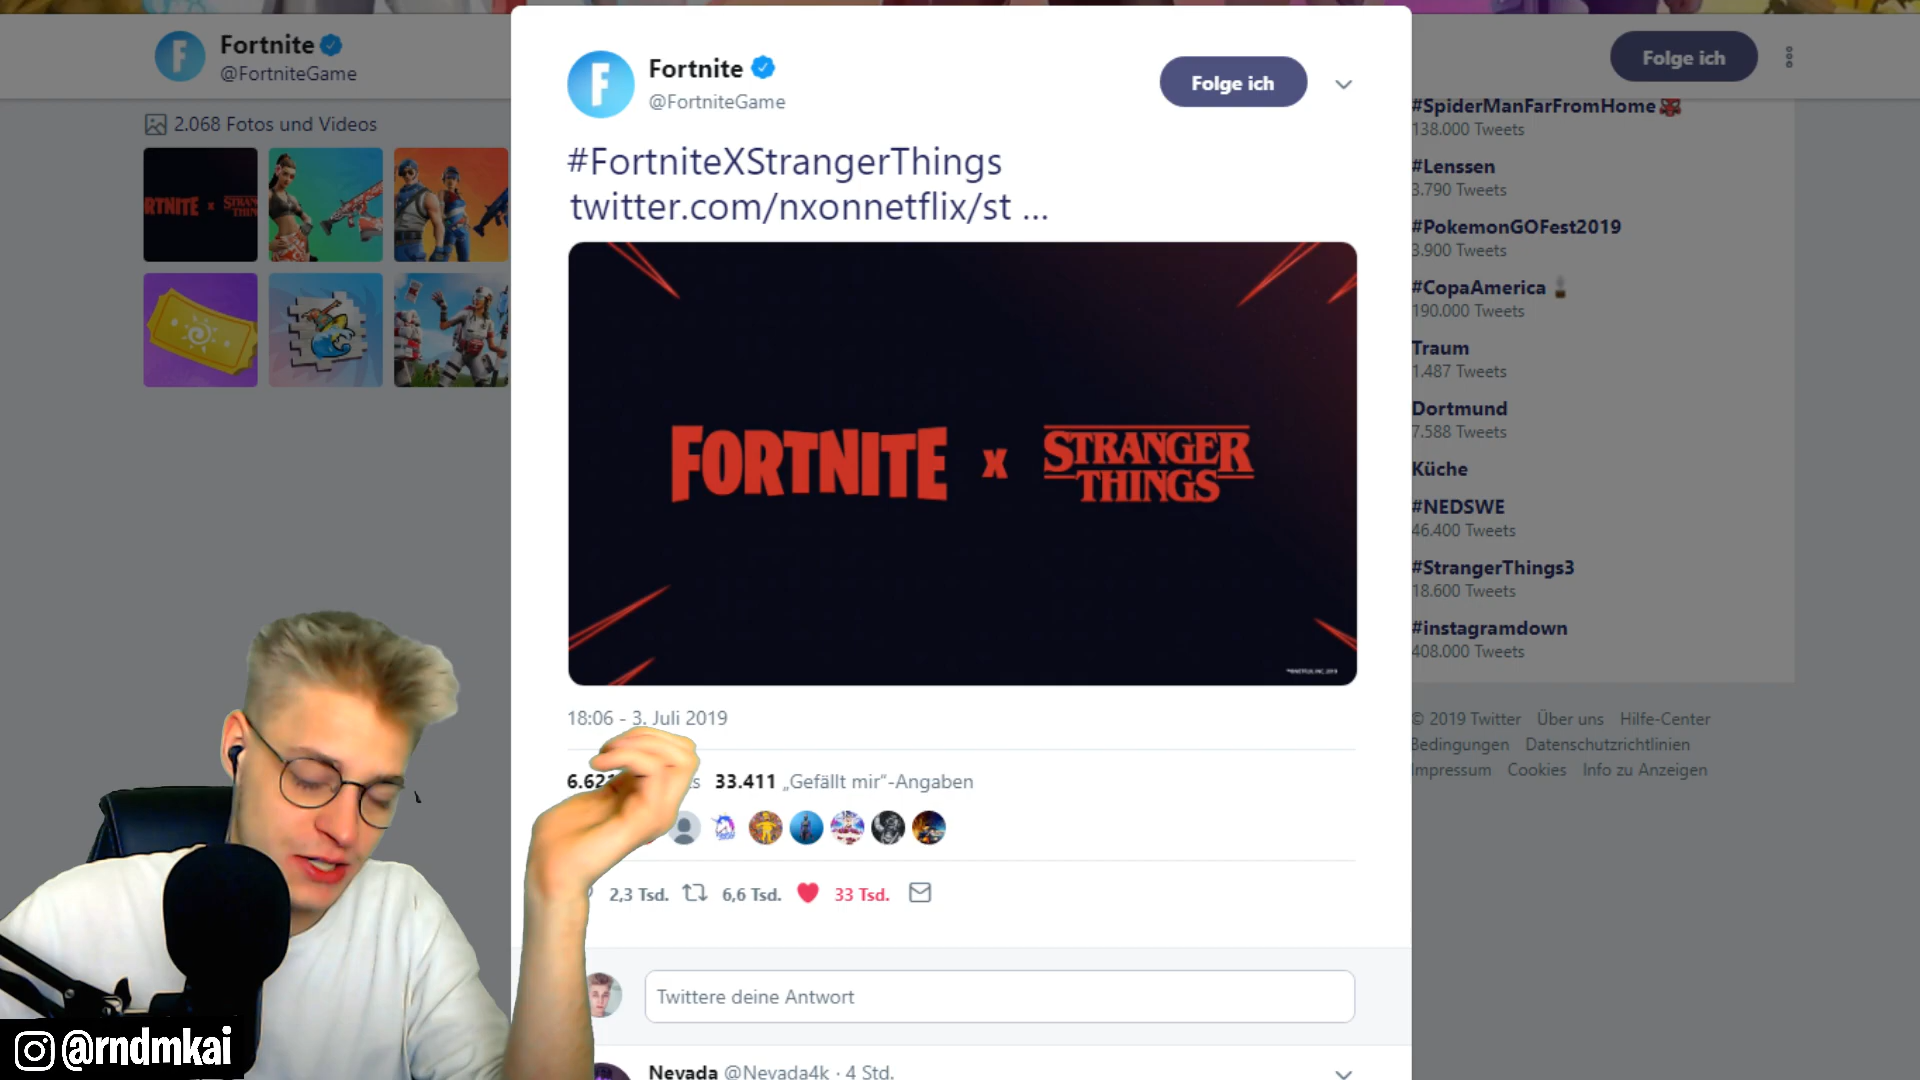 Fortnite
@FortniteGame
Folge ich
2.068 Fotos und Videos
FORTNITE x
Fortnite
@FortniteGame
Folge ich
#FortniteXStrangerThings
twitter.com/nxonnetflix/st ...
FORTNITE x STRANGER THINGS
18:06 - 3. Juli 2019
33.411 „Gefällt mir“-Angaben
2,3 Tsd. 6,6 Tsd. 33 Tsd.
Twittere deine Antwort
Nevada @Nevada4k · 4 Std.
#SpiderManFarFromHome
138.000 Tweets
#Lenssen
3.790 Tweets
#PokemonGOFest2019
3.900 Tweets
#CopaAmerica
190.000 Tweets
Traum
1.487 Tweets
Dortmund
7.588 Tweets
Küche
#NEDSWE
46.400 Tweets
#StrangerThings3
18.600 Tweets
#instagramdown
408.000 Tweets
© 2019 Twitter Über uns Hilfe-Center
Bedingungen Datenschutzrichtlinien
Impressum Cookies Info zu Anzeigen
@rndmkai